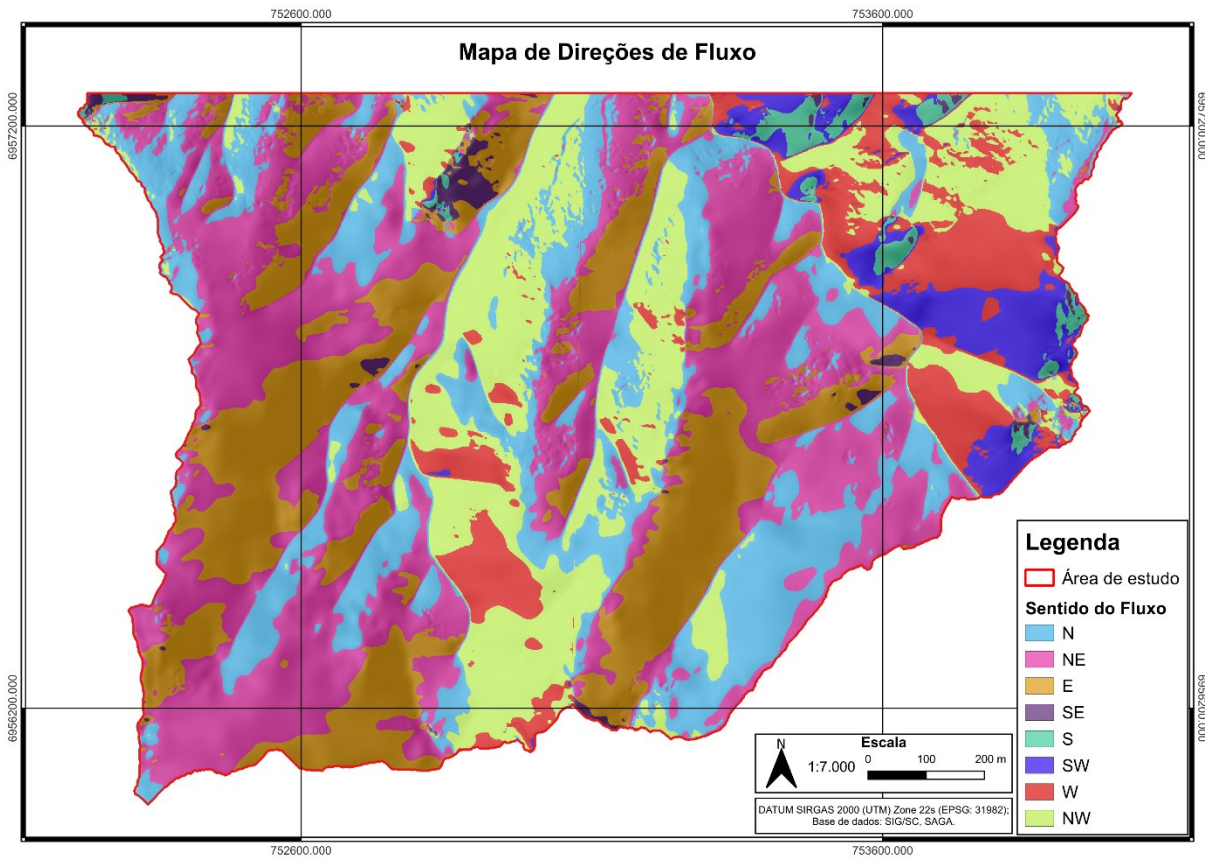 752600.000
753600.000
Mapa de Direções de Fluxo
6957200.000
6957200.000
Legenda
Área de estudo
Sentido do Fluxo
N
NE
E
SE
S
SW
W
NW
6956200.000
6956200.000
N
Escala
1:7.000
0
100
200 m
DATUM SIRGAS 2000 (UTM) Zone 22s (EPSG: 31982);
Base de dados: SIG/SC, SAGA.
752600.000
753600.000